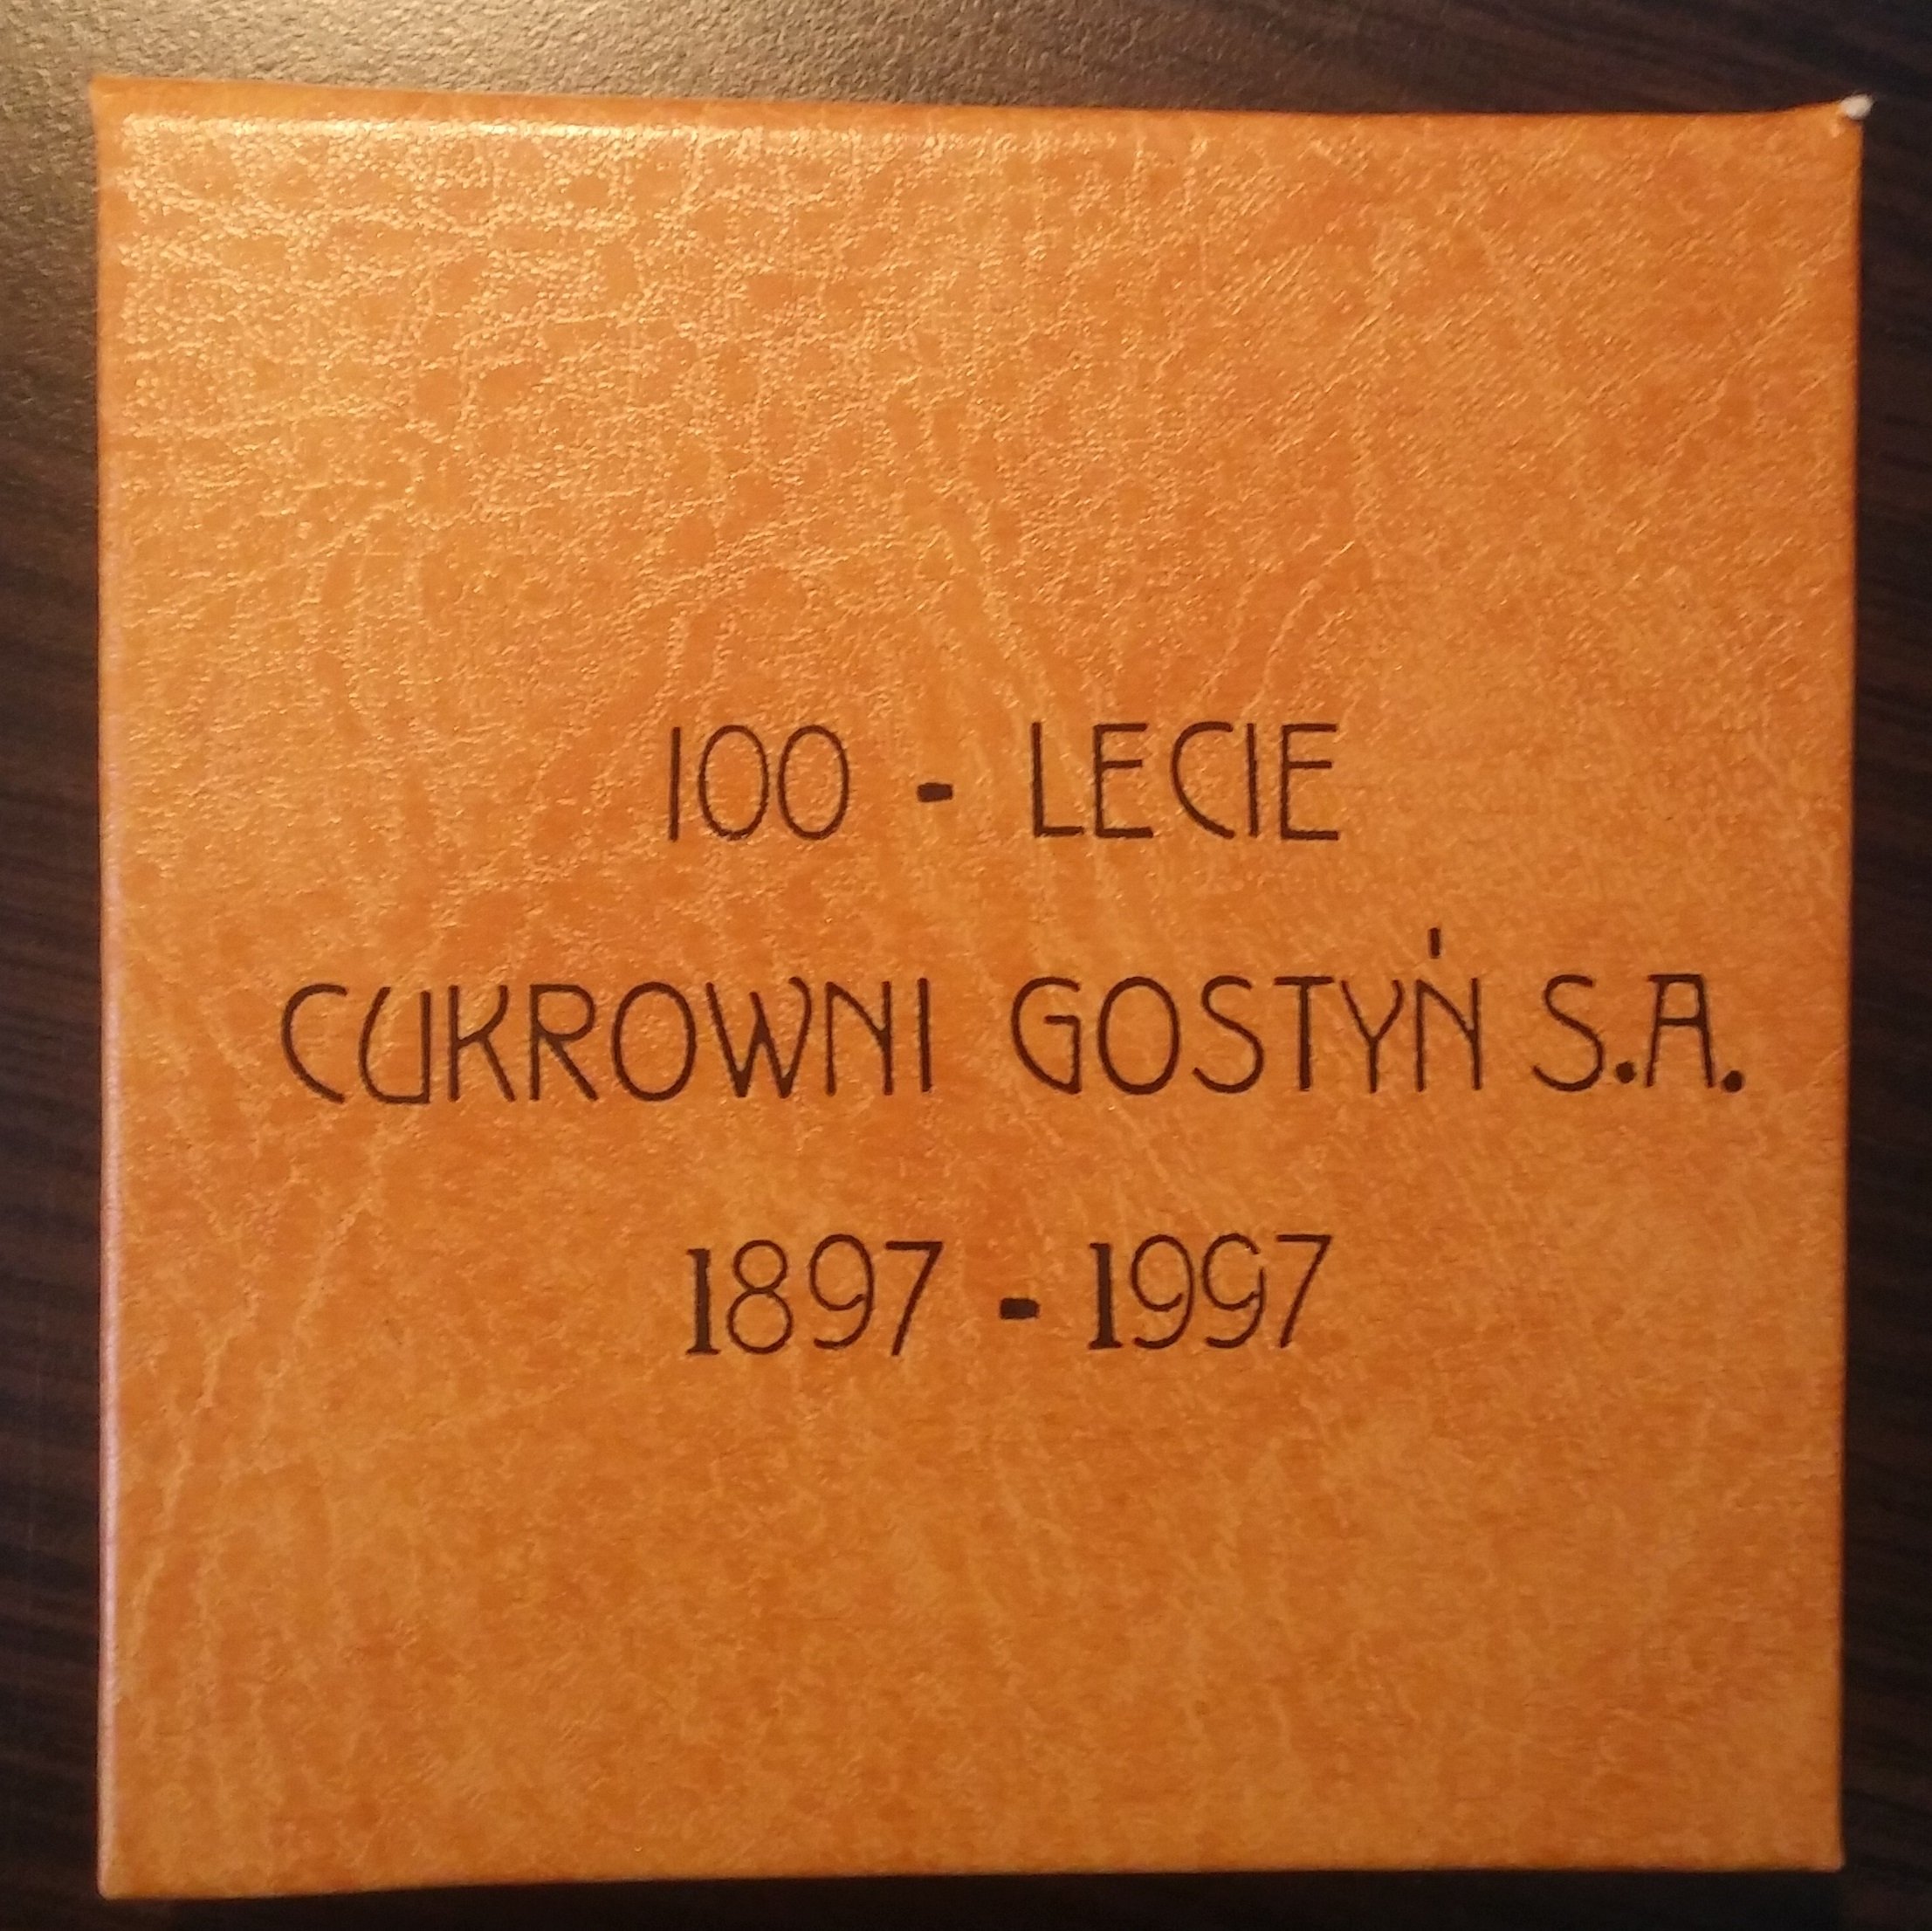 100 - LECIE
CUKROWNI GOSTYŃ S.A.
1897 - 1997